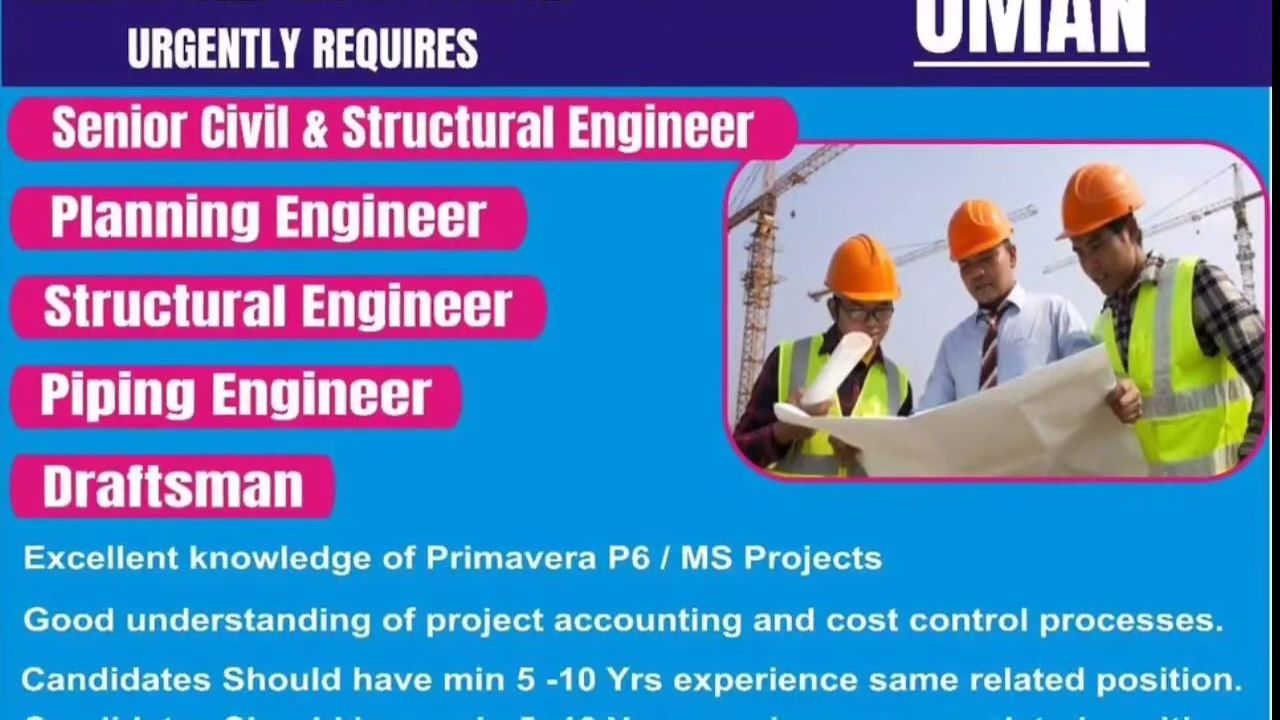 URGENTLY REQUIRES
OMAN
Senior Civil & Structural Engineer
Planning Engineer
Structural Engineer
Piping Engineer
Draftsman
Excellent knowledge of Primavera P6 / MS Projects
Good understanding of project accounting and cost control processes.
Candidates Should have min 5 -10 Yrs experience same related position.